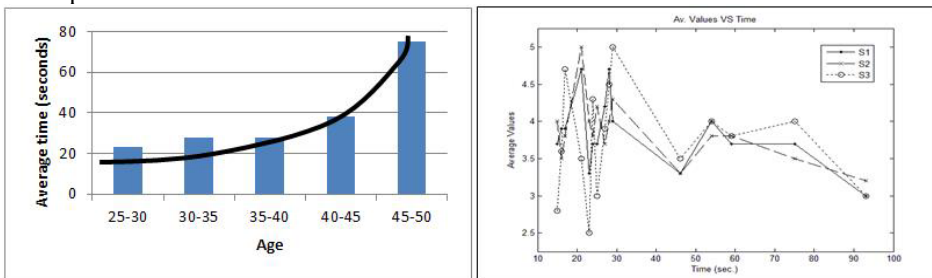 80
60
40
20
0
Average time (seconds)
25-30 30-35 35-40 40-45 45-50
Age
Av. Values VS Time
5
4.5
4
3.5
3
2.5
Average Values
S1
S2
S3
10 20 30 40 50 60 70 80 90 100
Time (sec.)